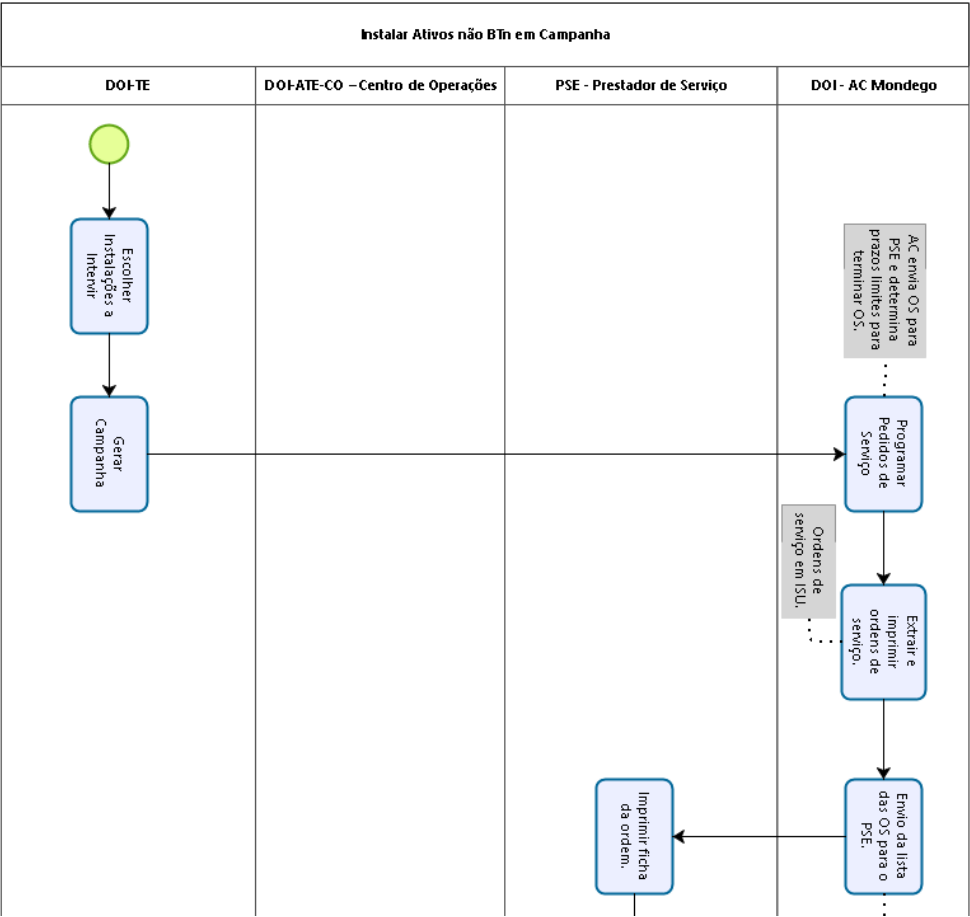 Instalar Ativos não BTn em Campanha
DOI-TE
DOI-ATE-CO – Centro de Operações
PSE - Prestador de Serviço
DOI - AC Mondego
Escolher
Instalações a
Intervir
AC envia OS para
PSE e determina
prazos limites para
terminar OS.
Gerar
Campanha
Programar
Pedidos de
Serviço
Ordens de
serviço em ISU.
Extrair e
imprimir
ordens de
serviço.
Imprimir ficha
da ordem.
Envio da lista
das OS para o
PSE.